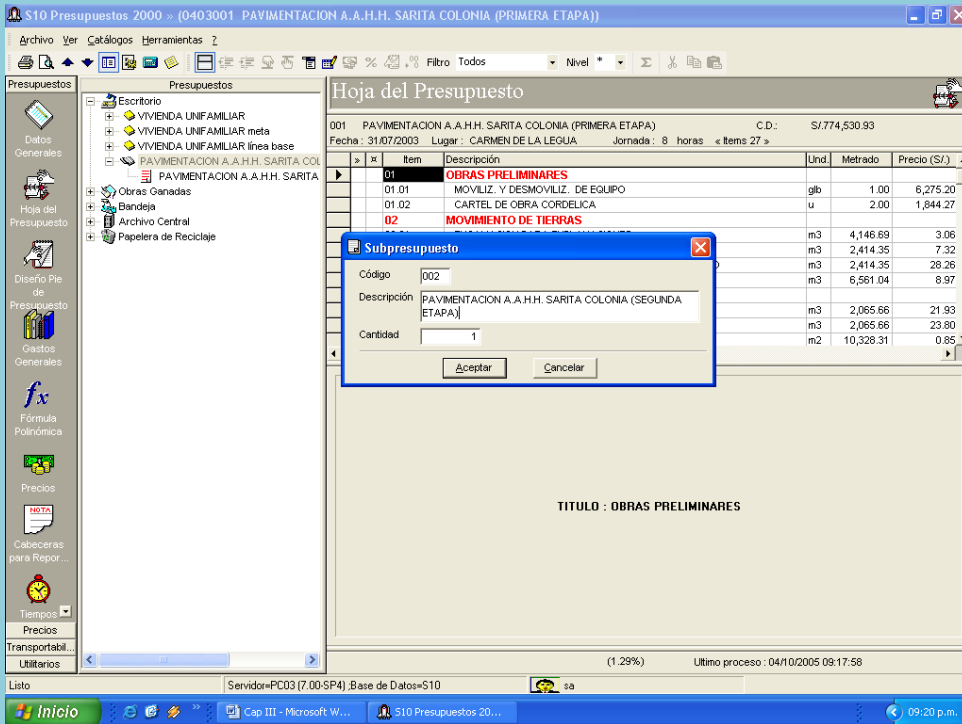 S10 Presupuestos 2000 » (0403001 PAVIMENTACION A.A.H.H. SARITA COLONIA (PRIMERA ETAPA))
Archivo Ver Catálogos Herramientas ?
Filtro Todos Nivel *
Presupuestos
Datos
Generales
Hoja del
Presupuesto
Diseño Pie
de
Presupuesto
Gastos
Generales
fx
Fórmula
Polinómica
Precios
NOTA
Cabeceras
para Repor...
Tiempos
Precios
Transportabil...
Utilitarios
Presupuestos
Escritorio
VIVIENDA UNIFAMILIAR
VIVIENDA UNIFAMILIAR meta
VIVIENDA UNIFAMILIAR línea base
PAVIMENTACION A.A.H.H. SARITA COL
PAVIMENTACION A.A.H.H. SARITA
Obras Ganadas
Bandeja
Archivo Central
Papelera de Reciclaje
Hoja del Presupuesto
001 PAVIMENTACION A.A.H.H. SARITA COLONIA (PRIMERA ETAPA) C.D.: S/.774,530.93
Fecha : 31/07/2003 Lugar : CARMEN DE LA LEGUA Jornada : 8 horas « Items 27 »
» ¤ Item Descripción Und. Metrado Precio (S/.)
01 OBRAS PRELIMINARES
01.01 MOVILIZ. Y DESMOVILIZ. DE EQUIPO glb 1.00 6,275.20
01.02 CARTEL DE OBRA CORDELICA u 2.00 1,844.27
02 MOVIMIENTO DE TIERRAS
m3 4,146.69 3.06
m3 2,414.35 7.32
m3 2,414.35 28.26
m3 6,561.04 8.97
m3 2,065.66 21.93
m3 2,065.66 23.80
m2 10,328.31 0.85
Subpresupuesto
Código 002
Descripción PAVIMENTACION A.A.H.H. SARITA COLONIA (SEGUNDA
ETAPA)
Cantidad 1
Aceptar Cancelar
TITULO : OBRAS PRELIMINARES
(1.29%) Ultimo proceso : 04/10/2005 09:17:58
Listo Servidor=PC03 (7.00-SP4) ;Base de Datos=S10 sa
Inicio » Cap III - Microsoft W... S10 Presupuestos 20... 09:20 p.m.